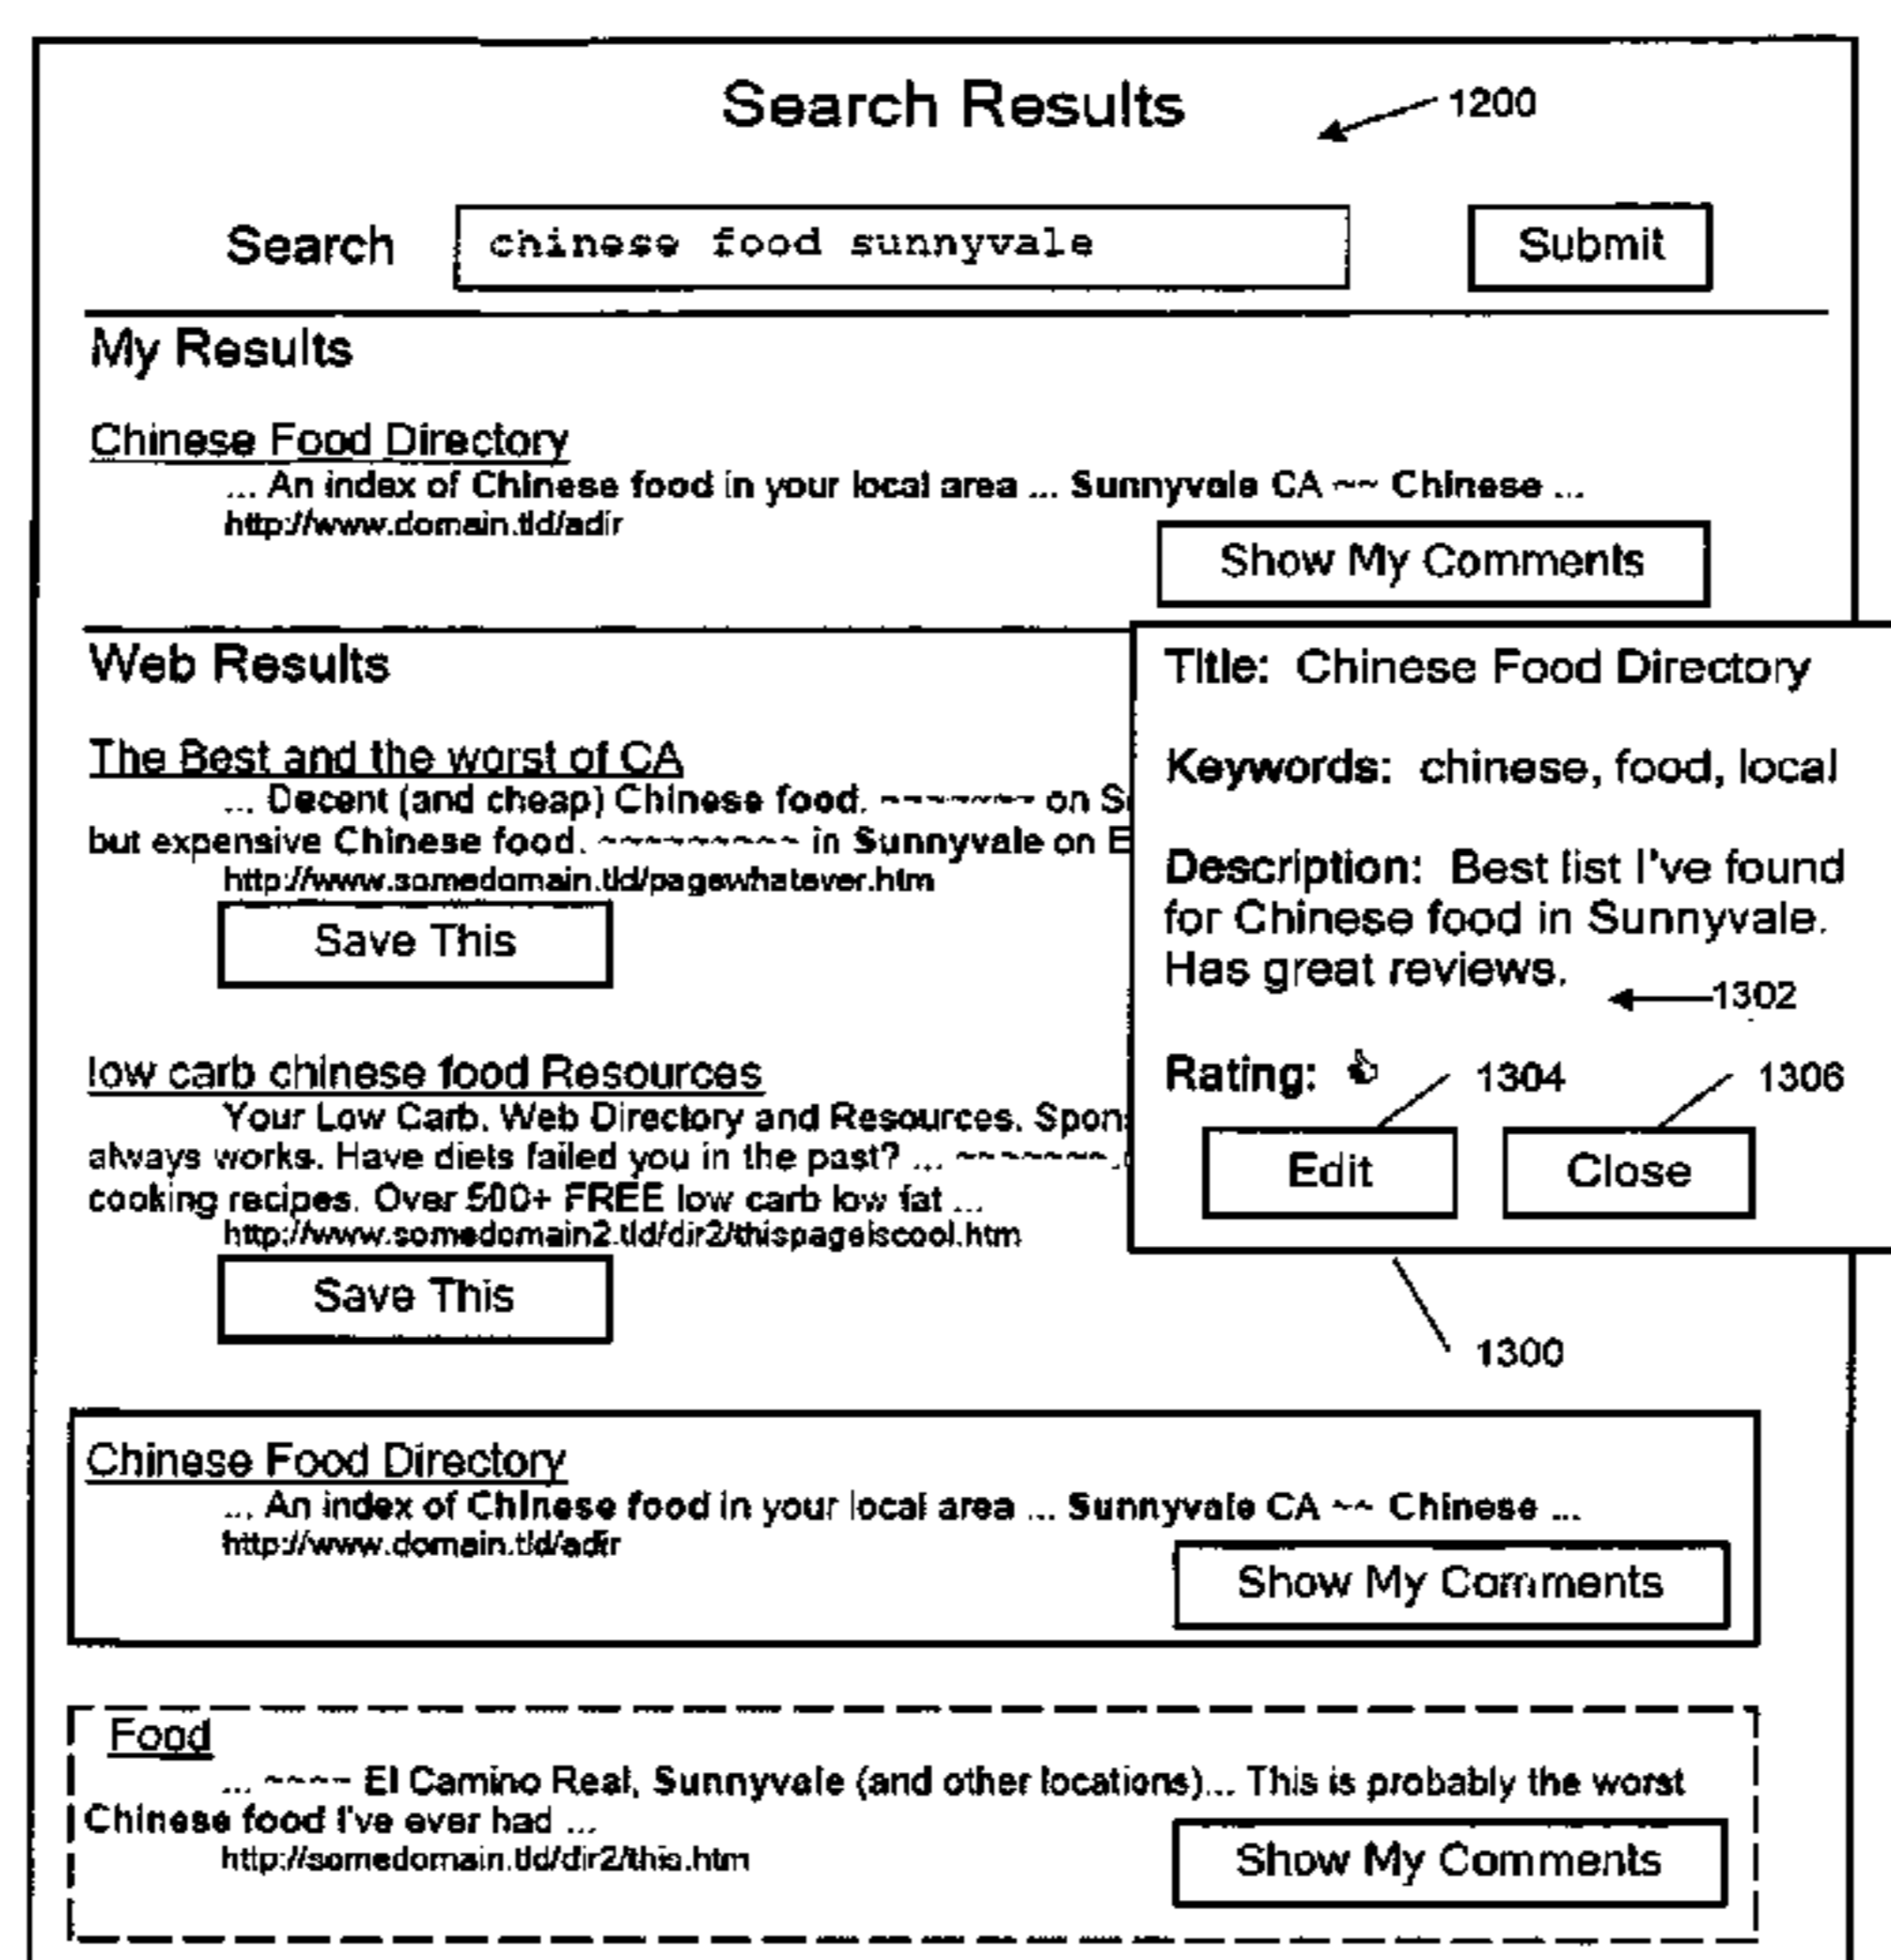 Search Results
1200
Search chinese food sunnyvale Submit
My Results
Chinese Food Directory
... An index of Chinese food in your local area ... Sunnyvale CA ~~ Chinese ...
http://www.domain.tld/adir
Show My Comments
Web Results
The Best and the worst of CA
... Decent (and cheap) Chinese food. ~~~~~~~ on
but expensive Chinese food. ~~~~~~~~~ in Sunnyvale on
http://www.somedomain.tld/pagewhatever.htm
Save This
low carb chinese food Resources
Your Low Carb. Web Directory and Resources.
always works. Have diets failed you in the past? ... ~~~~~~~.
cooking recipes. Over 500+ FREE low carb low fat ...
http://www.somedomain2.tld/dir2/thispageiscool.htm
Save This
Title: Chinese Food Directory
Keywords: chinese, food, local
Description: Best list I've found
for Chinese food in Sunnyvale.
Has great reviews.
1302
Rating: 1304 1306
Edit Close
1300
Chinese Food Directory
... An index of Chinese food in your local area ... Sunnyvale CA ~~ Chinese ...
http://www.domain.tld/adir
Show My Comments
Food
... ~~~~ El Camino Real, Sunnyvale (and other locations)... This is probably the worst
Chinese food I've ever had ...
http://somedomain.tld/dir2/this.htm
Show My Comments